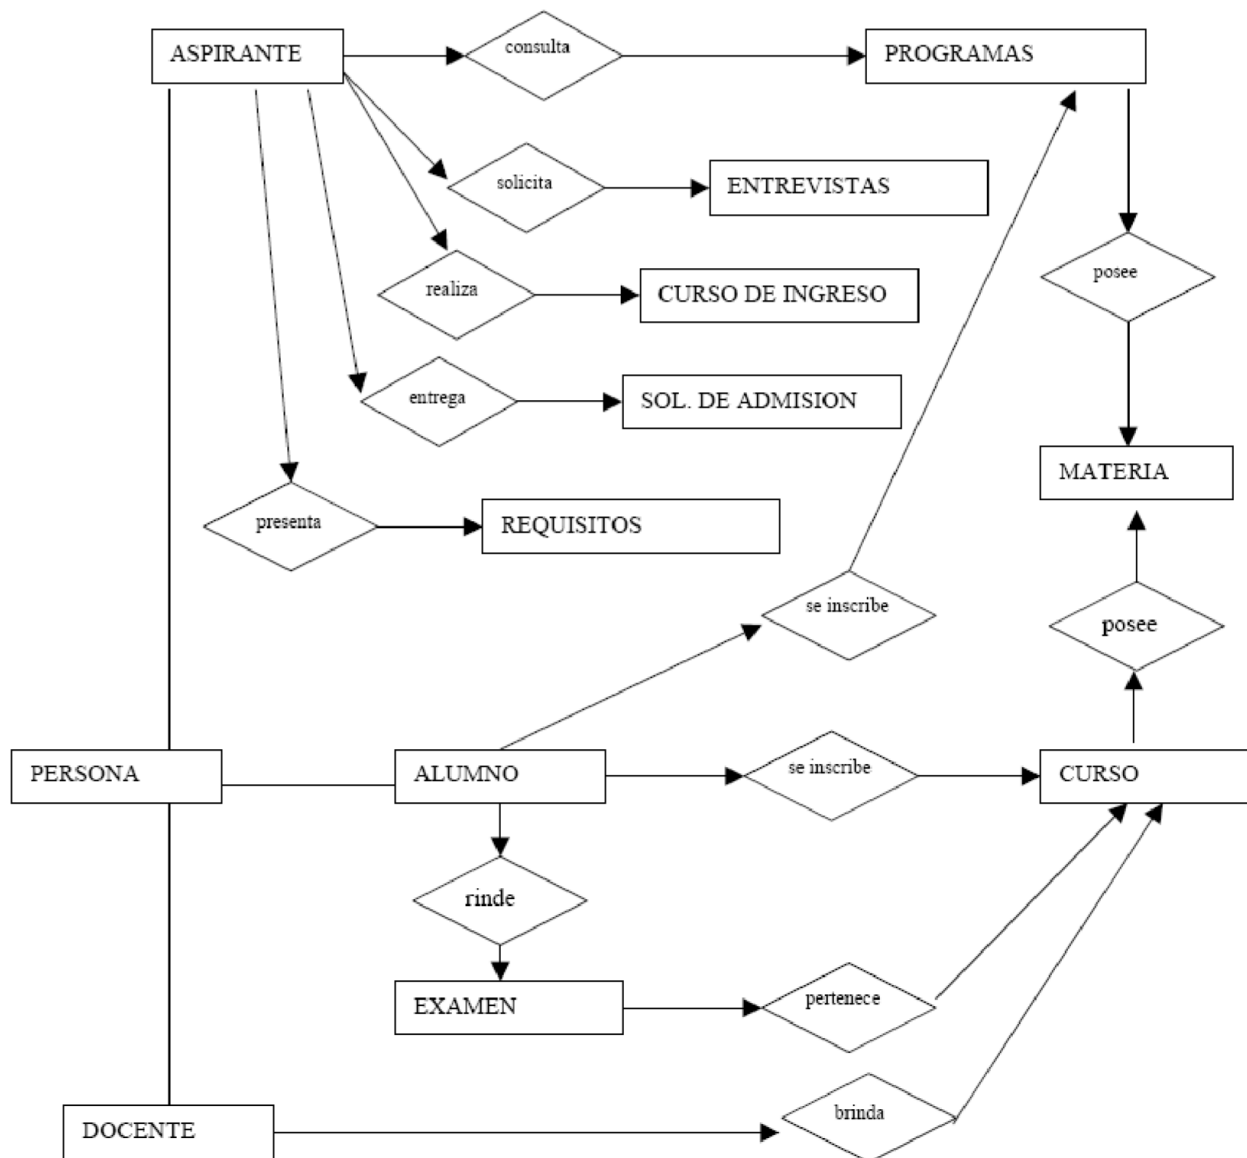 ASPIRANTE
consulta
PROGRAMAS
solicita
ENTREVISTAS
posee
realiza
CURSO DE INGRESO
entrega
SOL. DE ADMISION
MATERIA
presenta
REQUISITOS
se inscribe
posee
PERSONA
ALUMNO
se inscribe
CURSO
rinde
EXAMEN
pertenece
DOCENTE
brinda